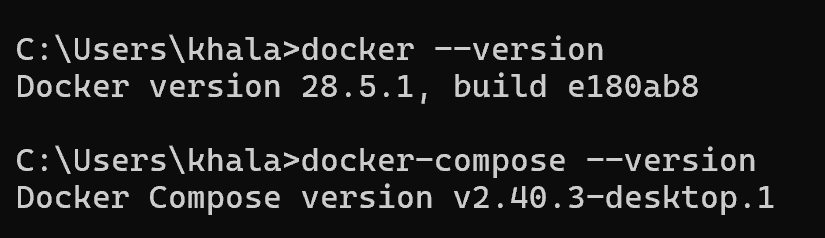 C:\Users\khala>docker --version
Docker version 28.5.1, build e180ab8
C:\Users\khala>docker-compose --version
Docker Compose version v2.40.3-desktop.1